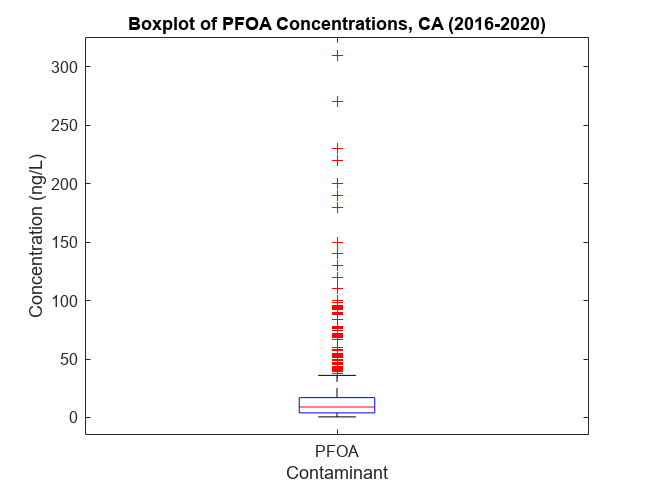 Boxplot of PFOA Concentrations, CA (2016-2020)
300
250
200
150
100
50
0
Concentration (ng/L)
PFOA
Contaminant